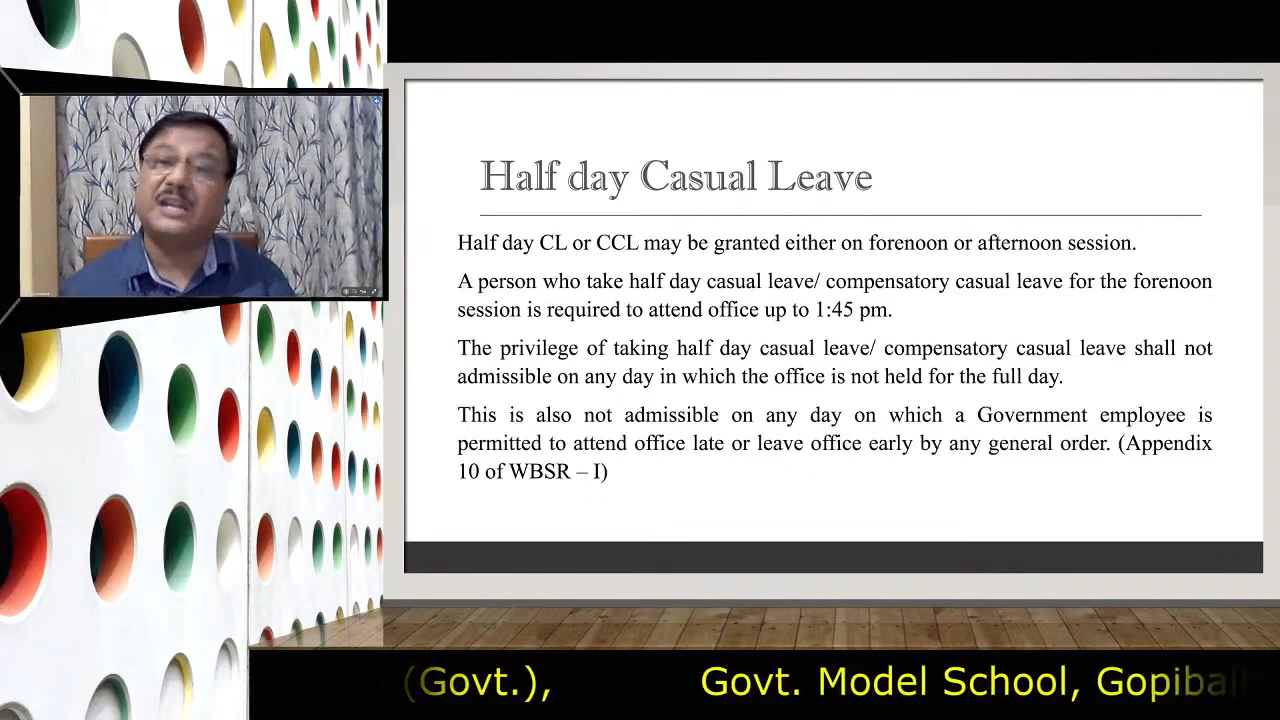 Half day Casual Leave
Half day CL or CCL may be granted either on forenoon or afternoon session.
A person who take half day casual leave/ compensatory casual leave for the forenoon
session is required to attend office up to 1:45 pm.
The privilege of taking half day casual leave/ compensatory casual leave shall not
admissible on any day in which the office is not held for the full day.
This is also not admissible on any day on which a Government employee is
permitted to attend office late or leave office early by any general order. (Appendix
10 of WBSR – I)
(Govt.), Govt. Model School,